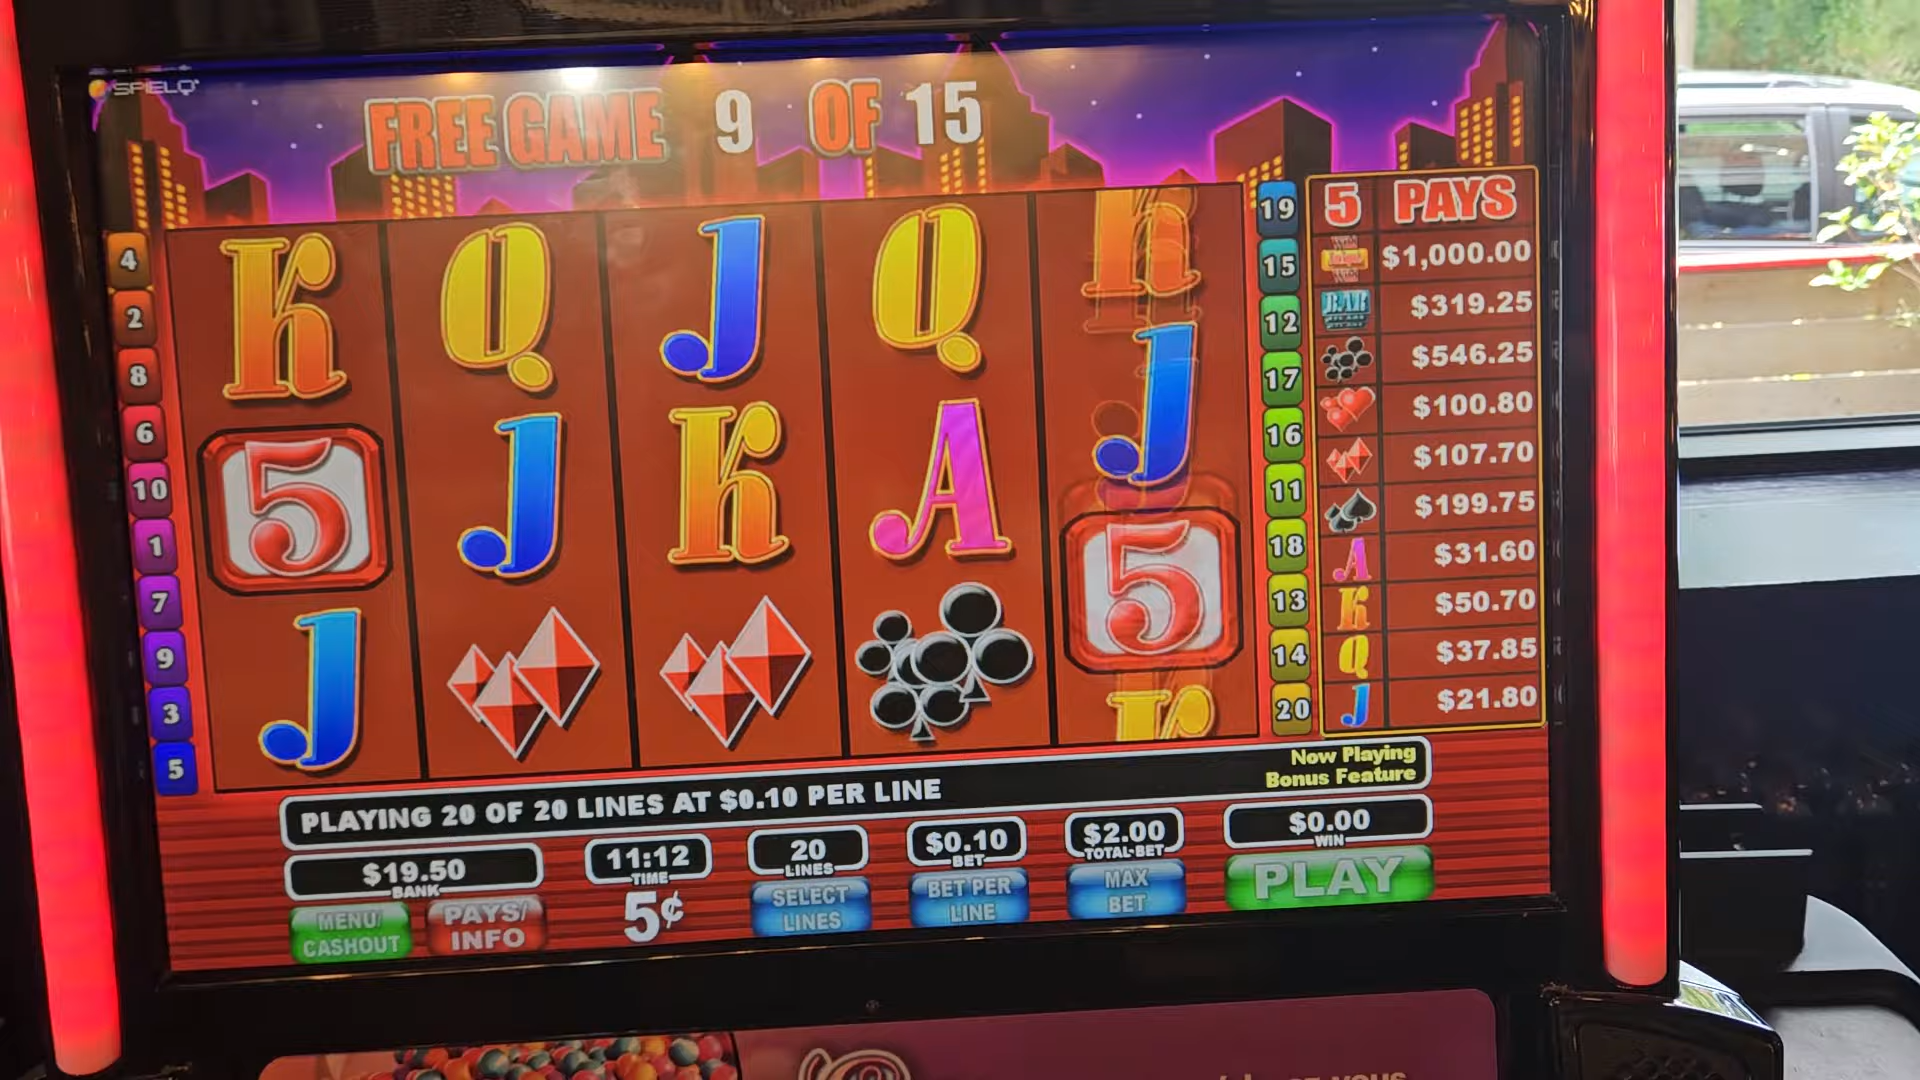 SPIELO
FREE GAME 9 OF 15
4
2
8
6
10
1
7
9
3
5
K Q J Q K
5 J K A J
J 5
K
19
15
12
17
16
11
18
13
14
20
5 PAYS
$1,000.00
BAR $319.25
$546.25
$100.80
$107.70
$199.75
A $31.60
K $50.70
Q $37.85
J $21.80
Now Playing
Bonus Feature
PLAYING 20 OF 20 LINES AT $0.10 PER LINE
$19.50
BANK
11:12
TIME
20
LINES
$0.10
BET
$2.00
TOTAL BET
$0.00
WIN
MENU/
CASHOUT
PAYS/
INFO
5¢
SELECT
LINES
BET PER
LINE
MAX
BET
PLAY